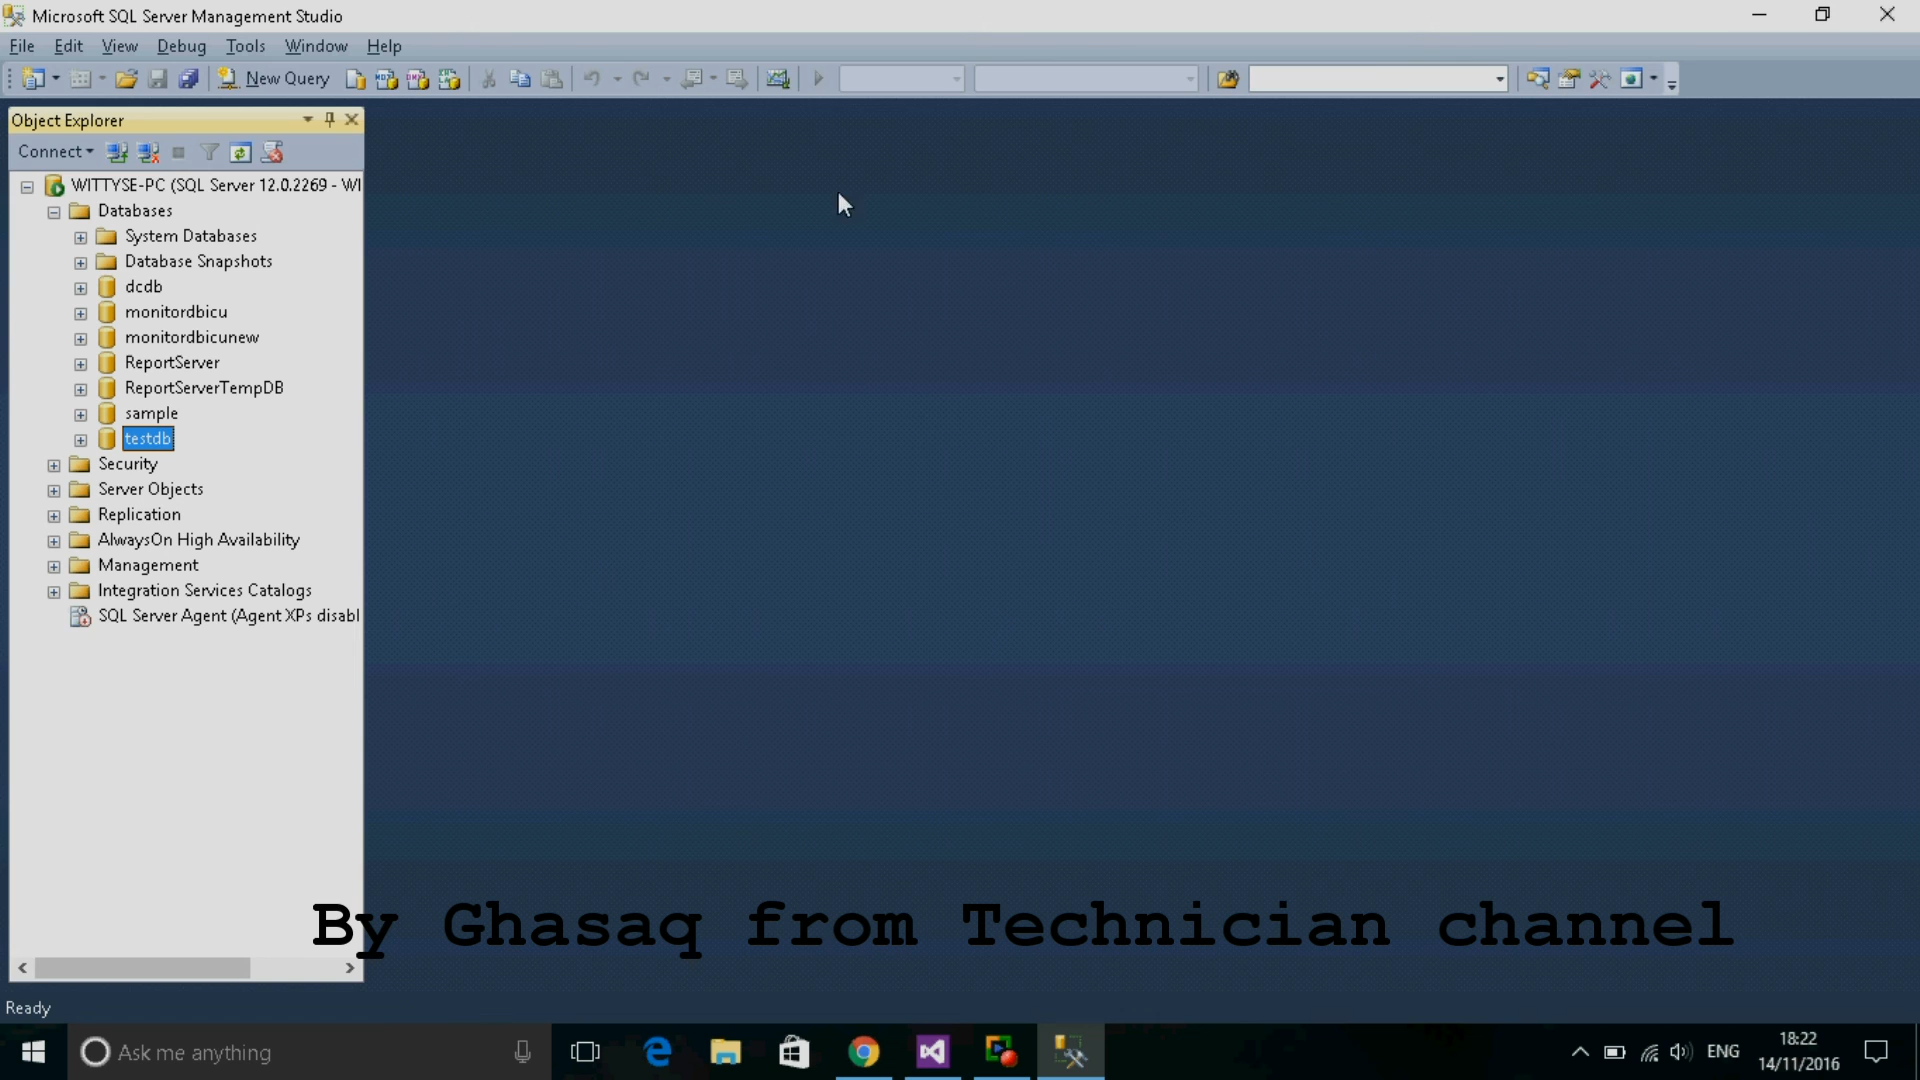 Microsoft SQL Server Management Studio
File Edit View Debug Tools Window Help
New Query
Object Explorer
Connect
WITTYSE-PC (SQL Server 12.0.2269 - WI
Databases
System Databases
Database Snapshots
dcdb
monitordbicu
monitordbicunew
ReportServer
ReportServerTempDB
sample
testdb
Security
Server Objects
Replication
AlwaysOn High Availability
Management
Integration Services Catalogs
SQL Server Agent (Agent XPs disabl
By Ghasaq from Technician channel
Ready
Ask me anything
ENG
18:22
14/11/2016